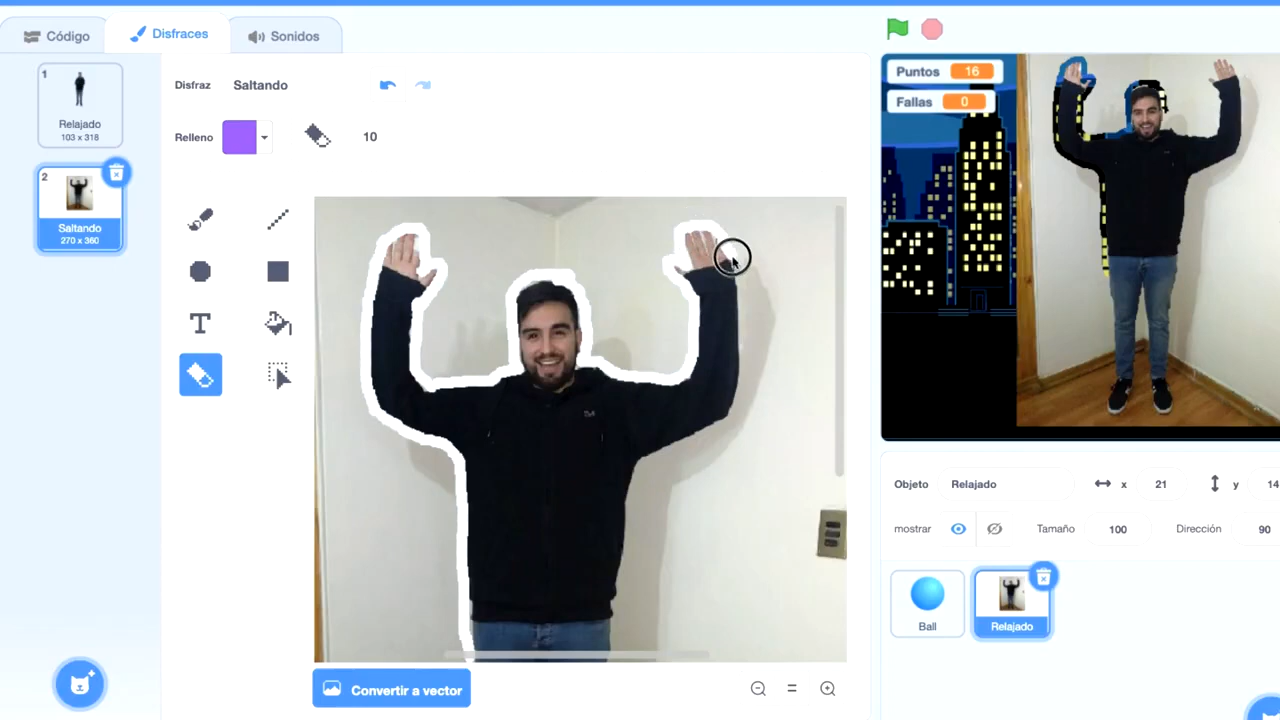 Código
Disfraces
Sonidos
1
Relajado
103 x 318
2
Saltando
270 x 360
Disfraz
Saltando
Relleno
10
T
Convertir a vector
Puntos 16
Fallas 0
Objeto Relajado x 21 y 14
mostrar Tamaño 100 Dirección 90
Ball
Relajado